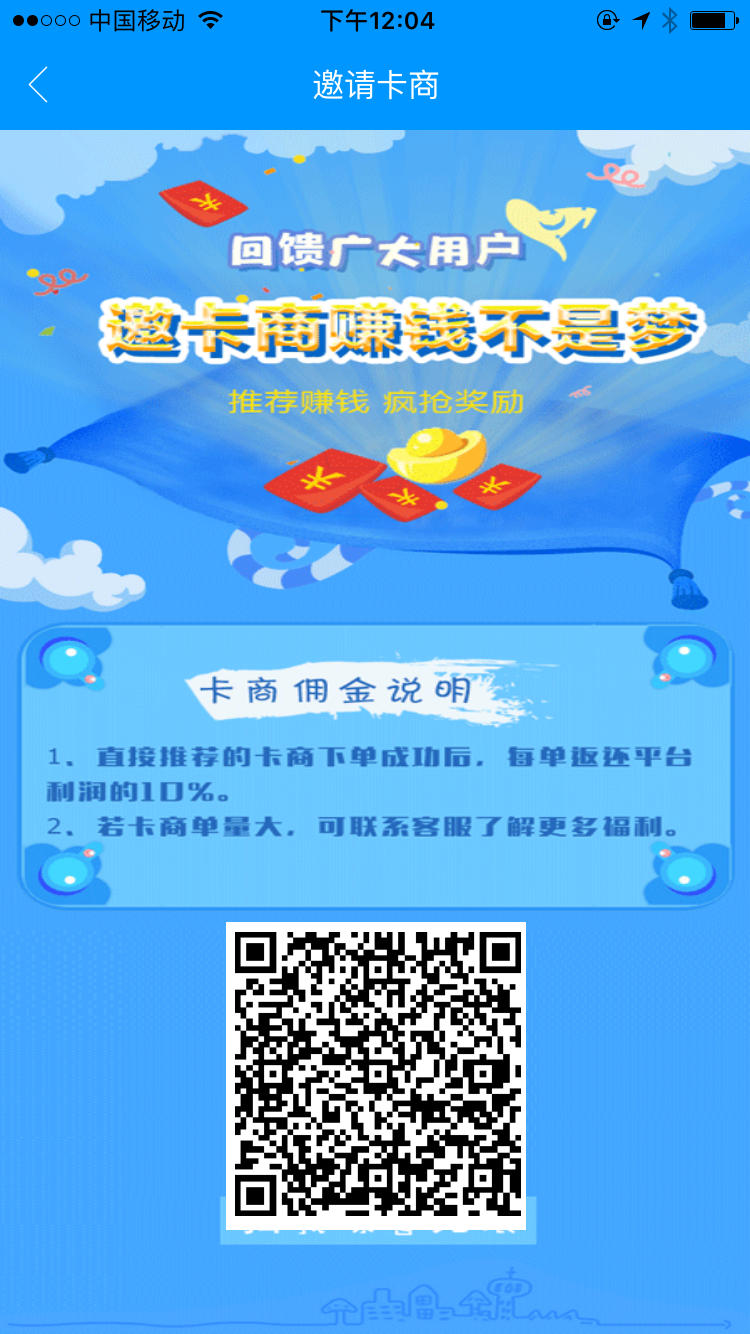 中国移动
下午12:04
邀请卡商
回馈广大用户
邀卡商赚钱不是梦
推荐赚钱 疯抢奖励
卡商佣金说明
1、直接推荐的卡商下单成功后，每单返还平台
利润的10%。
2、若卡商单量大，可联系客服了解更多福利。